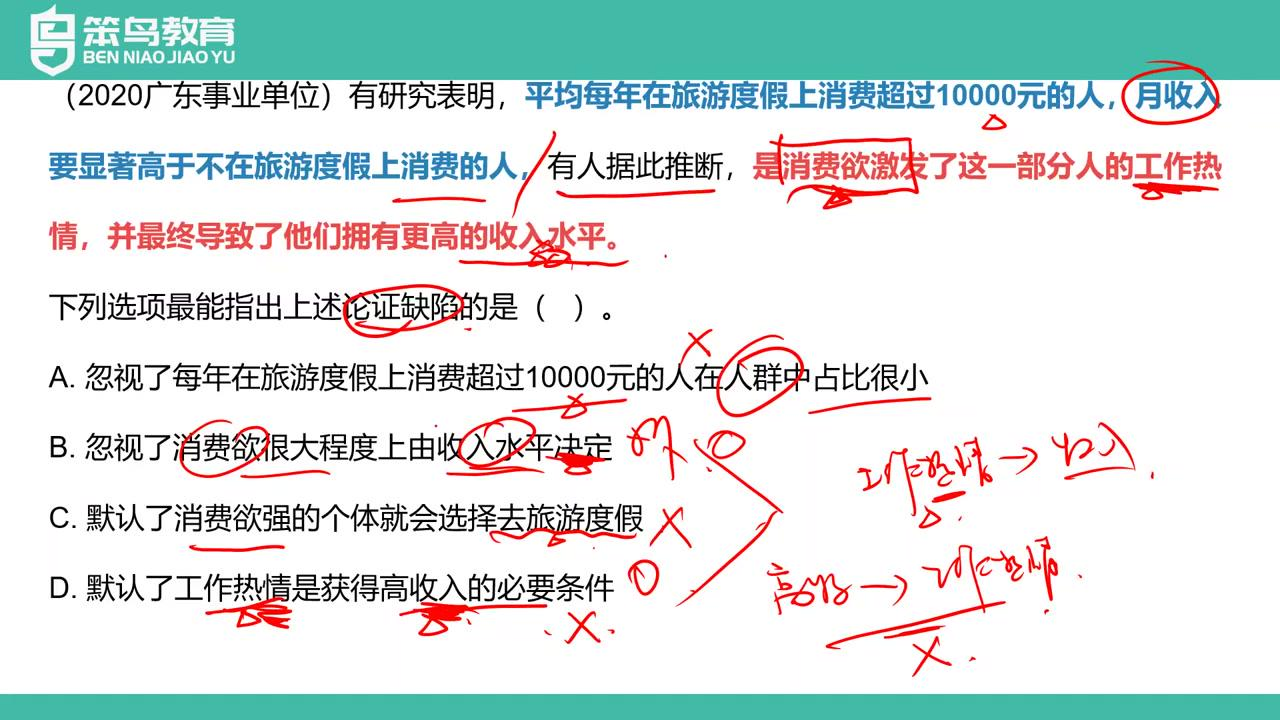 笨鸟教育
BEN NIAO JIAO YU
（2020广东事业单位）有研究表明，平均每年在旅游度假上消费超过10000元的人，月收入
要显著高于不在旅游度假上消费的人，有人据此推断，是消费欲激发了这一部分人的工作热
情，并最终导致了他们拥有更高的收入水平。
下列选项最能指出上述论证缺陷的是（ ）。
A. 忽视了每年在旅游度假上消费超过10000元的人在人群中占比很小
B. 忽视了消费欲很大程度上由收入水平决定
工作热情→收入
C. 默认了消费欲强的个体就会选择去旅游度假
D. 默认了工作热情是获得高收入的必要条件
→工作热情